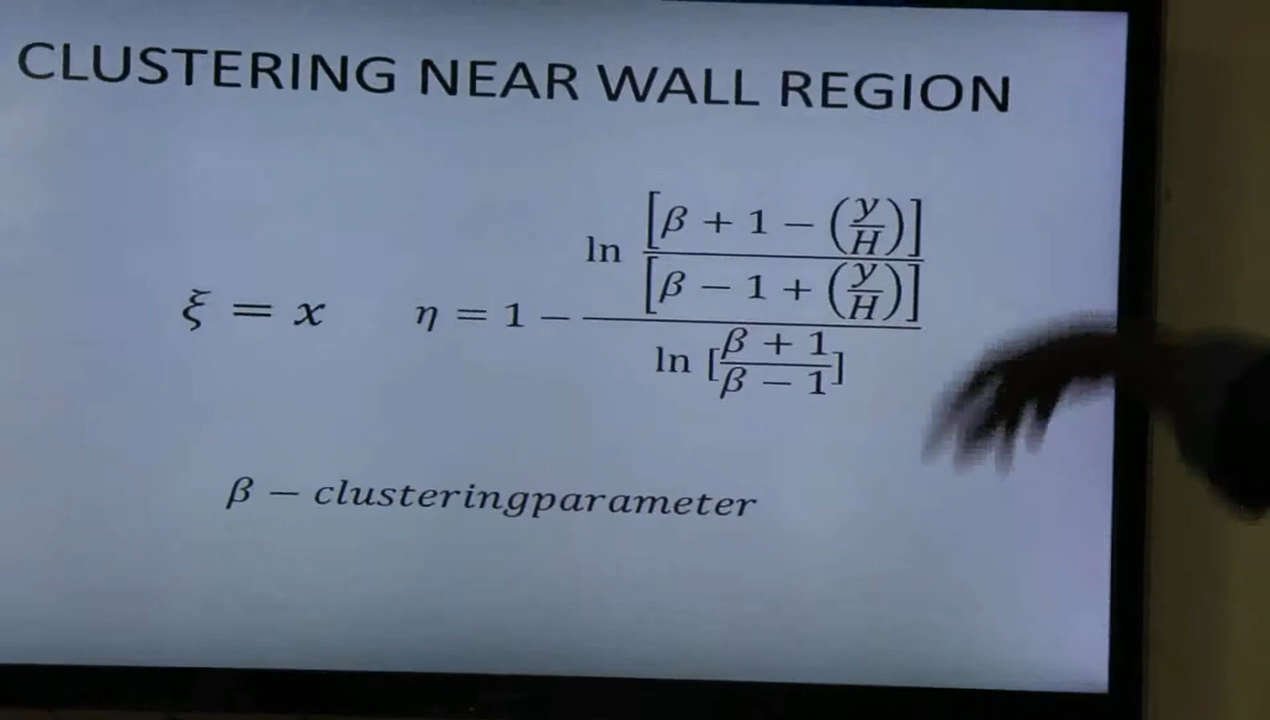 CLUSTERING NEAR WALL REGION
ξ = x    η = 1 − ln [β + 1 − (y/H)] / [β − 1 + (y/H)] / ln [β + 1 / β − 1]
β − clusteringparameter